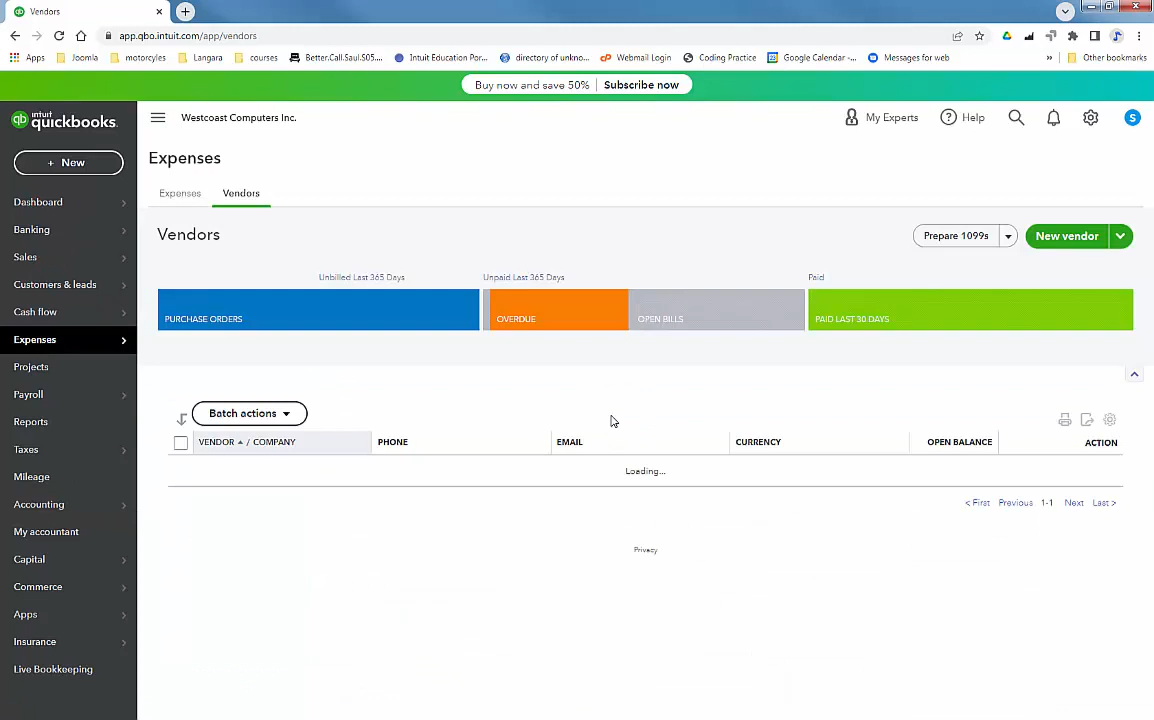 Vendors
app.qbo.intuit.com/app/vendors
Apps
Joomla
motorcyles
Langara
courses
Better.Call.Saul.S05....
Intuit Education Por...
directory of unkno...
Webmail Login
Coding Practice
Google Calendar -...
Messages for web
»
Other bookmarks
Buy now and save 50% | Subscribe now
intuit
quickbooks.
Westcoast Computers Inc.
My Experts
Help
S
+ New
Expenses
Expenses
Vendors
Dashboard
Banking
Sales
Customers & leads
Cash flow
Expenses
Projects
Payroll
Reports
Taxes
Mileage
Accounting
My accountant
Capital
Commerce
Apps
Insurance
Live Bookkeeping
Vendors
Prepare 1099s
New vendor
Unbilled Last 365 Days
Unpaid Last 365 Days
Paid
PURCHASE ORDERS
OVERDUE
OPEN BILLS
PAID LAST 30 DAYS
Batch actions
VENDOR / COMPANY
PHONE
EMAIL
CURRENCY
OPEN BALANCE
ACTION
Loading...
< First Previous 1-1 Next Last >
Privacy